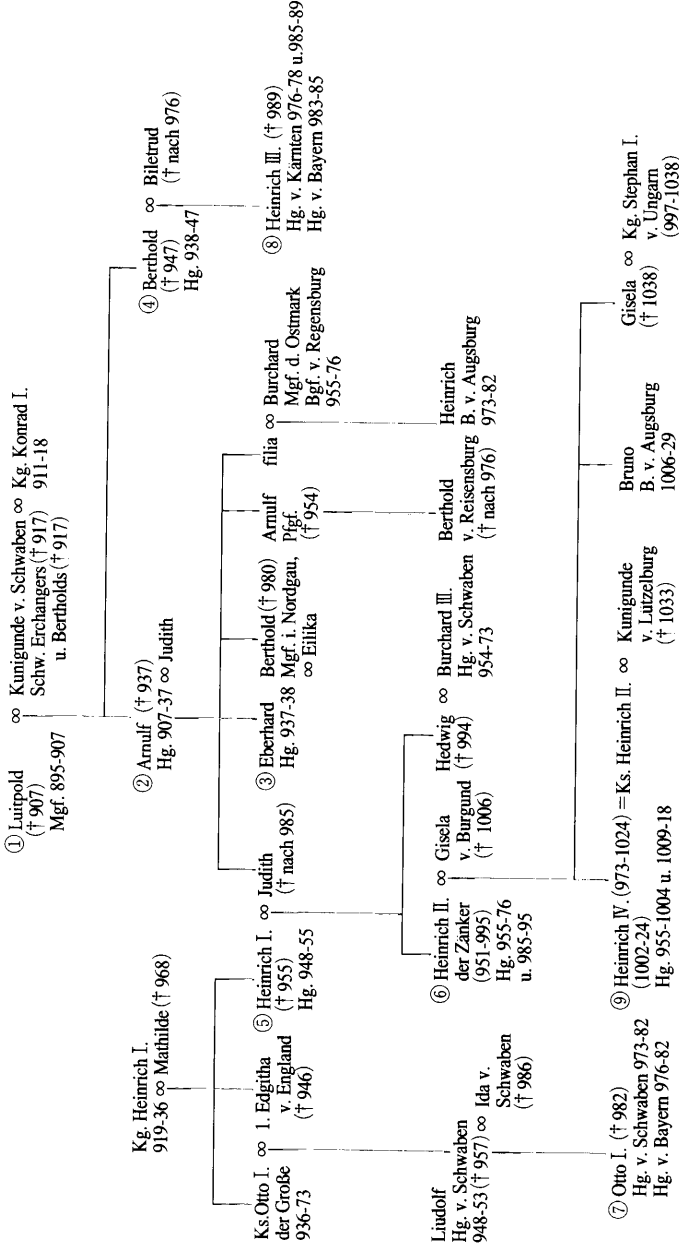 ① Luitpold
(† 907)
Mgf. 895-907
∞ Kunigunde v. Schwaben ∞ Kg. Konrad I.
Schw. Erchangers († 917)
u. Bertholds († 917)
911-18
Kg. Heinrich I.
919-36 ∞ Mathilde († 968)
② Arnulf († 937)
Hg. 907-37 ∞ Judith
④ Berthold
(† 947)
Hg. 938-47
∞ Biletrud
(† nach 976)
Ks. Otto I.
der Große
936-73
∞ 1. Edgitha
v. England
(† 946)
⑤ Heinrich I.
(† 955)
Hg. 948-55
∞ Judith
(† nach 985)
③ Eberhard
Hg. 937-38
Berthold († 980)
Mgf. i. Nordgau,
∞ Eilika
Arnulf
Pfgf.
(† 954)
filia
∞ Burchard
Mgf. d. Ostmark
Bgf. v. Regensburg
955-76
⑧ Heinrich III. († 989)
Hg. v. Kärnten 976-78 u. 985-89
Hg. v. Bayern 983-85
Liudolf
Hg. v. Schwaben
948-53 († 957) ∞ Ida v.
Schwaben
(† 986)
⑥ Heinrich II.
der Zänker
(951-995)
Hg. 955-76
u. 985-95
∞ Gisela
v. Burgund
(† 1006)
Hedwig
(† 994)
∞ Burchard III.
Hg. v. Schwaben
954-73
Berthold
v. Reisensburg
(† nach 976)
Heinrich
B. v. Augsburg
973-82
⑦ Otto I. († 982)
Hg. v. Schwaben 973-82
Hg. v. Bayern 976-82
⑨ Heinrich IV. (973-1024) = Ks. Heinrich II.
(1002-24)
Hg. 955-1004 u. 1009-18
∞ Kunigunde
v. Lützelburg
(† 1033)
Bruno
B. v. Augsburg
1006-29
Gisela
(† 1038)
∞ Kg. Stephan I.
v. Ungarn
(997-1038)